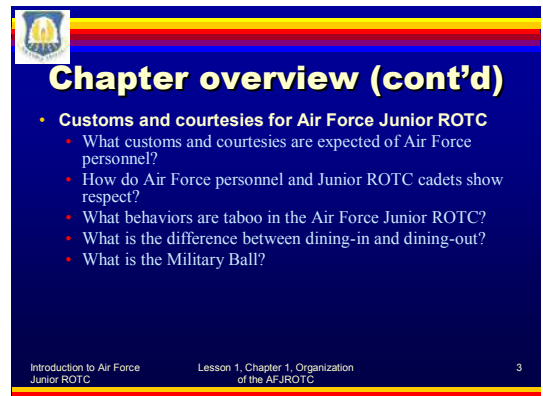 Chapter overview (cont’d)
• Customs and courtesies for Air Force Junior ROTC
• What customs and courtesies are expected of Air Force
personnel?
• How do Air Force personnel and Junior ROTC cadets show
respect?
• What behaviors are taboo in the Air Force Junior ROTC?
• What is the difference between dining-in and dining-out?
• What is the Military Ball?
Introduction to Air Force
Junior ROTC
Lesson 1, Chapter 1, Organization
of the AFJROTC
3